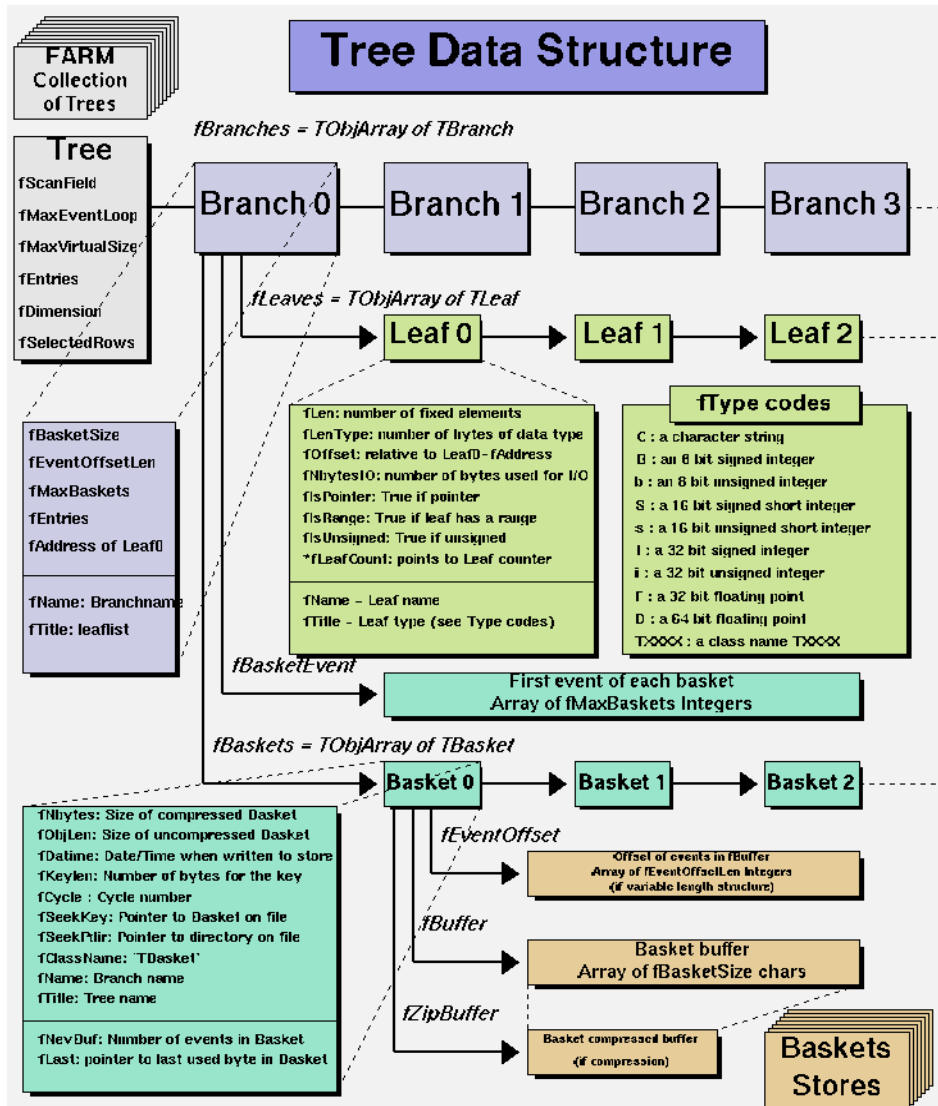 FARM
Collection
of Trees
Tree Data Structure
fBranches = TObjArray of TBranch
Tree
fScanField
fMaxEventLoop
fMaxVirtualSize
fEntries
fDimension
fSelectedRows
Branch 0
Branch 1
Branch 2
Branch 3
fLeaves = TObjArray of TLeaf
Leaf 0
Leaf 1
Leaf 2
fBasketSize
fEventOffsetLen
fMaxBaskets
fEntries
fAddress of Leaf0
fName: Branchname
fTitle: leaflist
fLen: number of fixed elements
fLenType: number of bytes of data type
fOffset: relative to Leaf0-fAddress
fNbytesIO: number of bytes used for I/O
fIsPointer: True if pointer
fIsRange: True if leaf has a range
fIsUnsigned: True if unsigned
*fLeafCount: points to Leaf counter
fName - Leaf name
fTitle - Leaf type (see Type codes)
fType codes
C : a character string
B : an 8 bit signed integer
b : an 8 bit unsigned integer
S : a 16 bit signed short integer
s : a 16 bit unsigned short integer
I : a 32 bit signed integer
i : a 32 bit unsigned integer
F : a 32 bit floating point
D : a 64 bit floating point
TXXXX : a class name TXXXX
fBasketEvent
First event of each basket
Array of fMaxBaskets Integers
fBaskets = TObjArray of TBasket
Basket 0
Basket 1
Basket 2
fNbytes: Size of compressed Basket
fObjLen: Size of uncompressed Basket
fDatime: Date/Time when written to store
fKeylen: Number of bytes for the key
fCycle : Cycle number
fSeekKey: Pointer to Basket on file
fSeekPdir: Pointer to directory on file
fClassName: 'TBasket'
fName: Branch name
fTitle: Tree name
fNevBuf: Number of events in Basket
fLast: pointer to last used byte in Basket
fEventOffset
Offset of events in fBuffer
Array of fEventOffsetLen Integers
(if variable length structure)
fBuffer
Basket buffer
Array of fBasketSize chars
fZipBuffer
Basket compressed buffer
(if compression)
Baskets
Stores